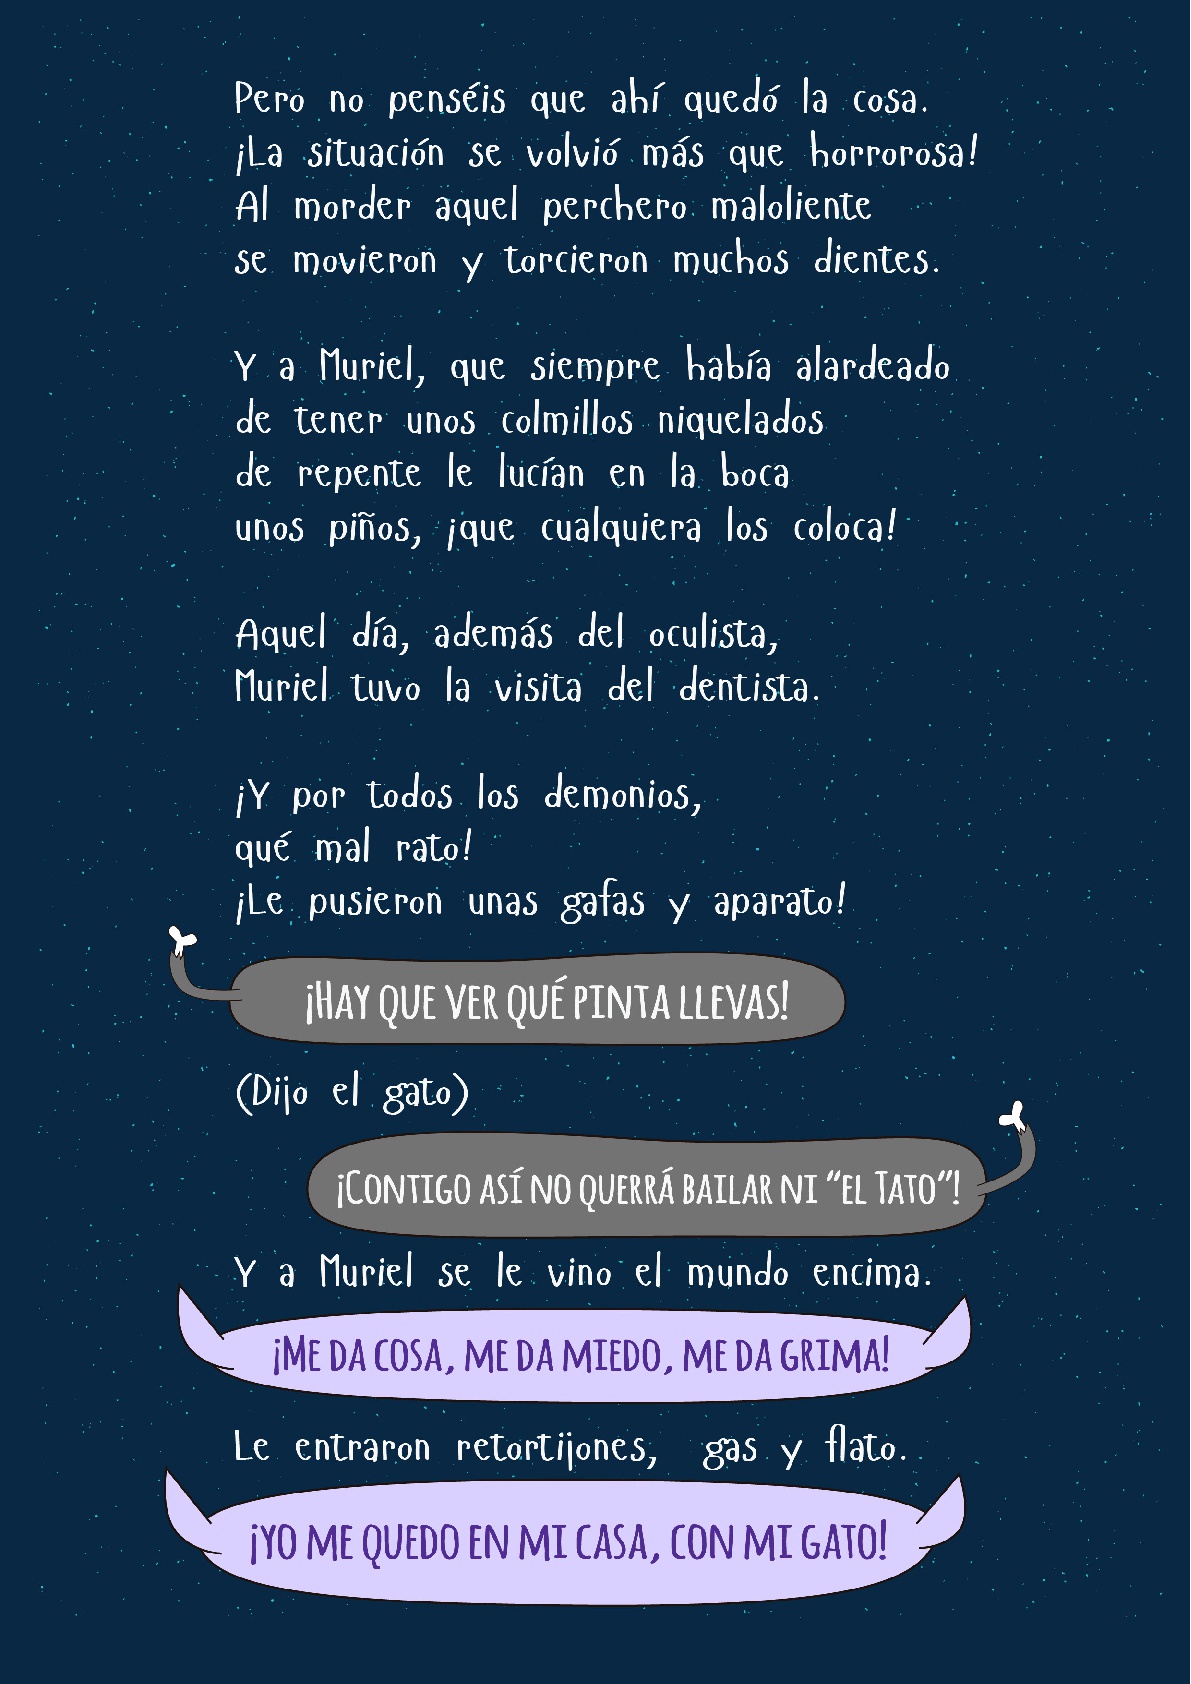 Pero no penséis que ahí quedó la cosa.
¡La situación se volvió más que horrorosa!
Al morder aquel perchero maloliente
se movieron y torcieron muchos dientes.
Y a Muriel, que siempre había alardeado
de tener unos colmillos niquelados
de repente le lucían en la boca
unos piños, ¡que cualquiera los coloca!
Aquel día, además del oculista,
Muriel tuvo la visita del dentista.
¡Y por todos los demonios,
qué mal rato!
¡Le pusieron unas gafas y aparato!
¡HAY QUE VER QUÉ PINTA LLEVAS!
(Dijo el gato)
¡CONTIGO ASÍ NO QUERRÁ BAILAR NI “EL TATO”!
Y a Muriel se le vino el mundo encima.
¡ME DA COSA, ME DA MIEDO, ME DA GRIMA!
Le entraron retortijones, gas y flato.
¡YO ME QUEDO EN MI CASA, CON MI GATO!